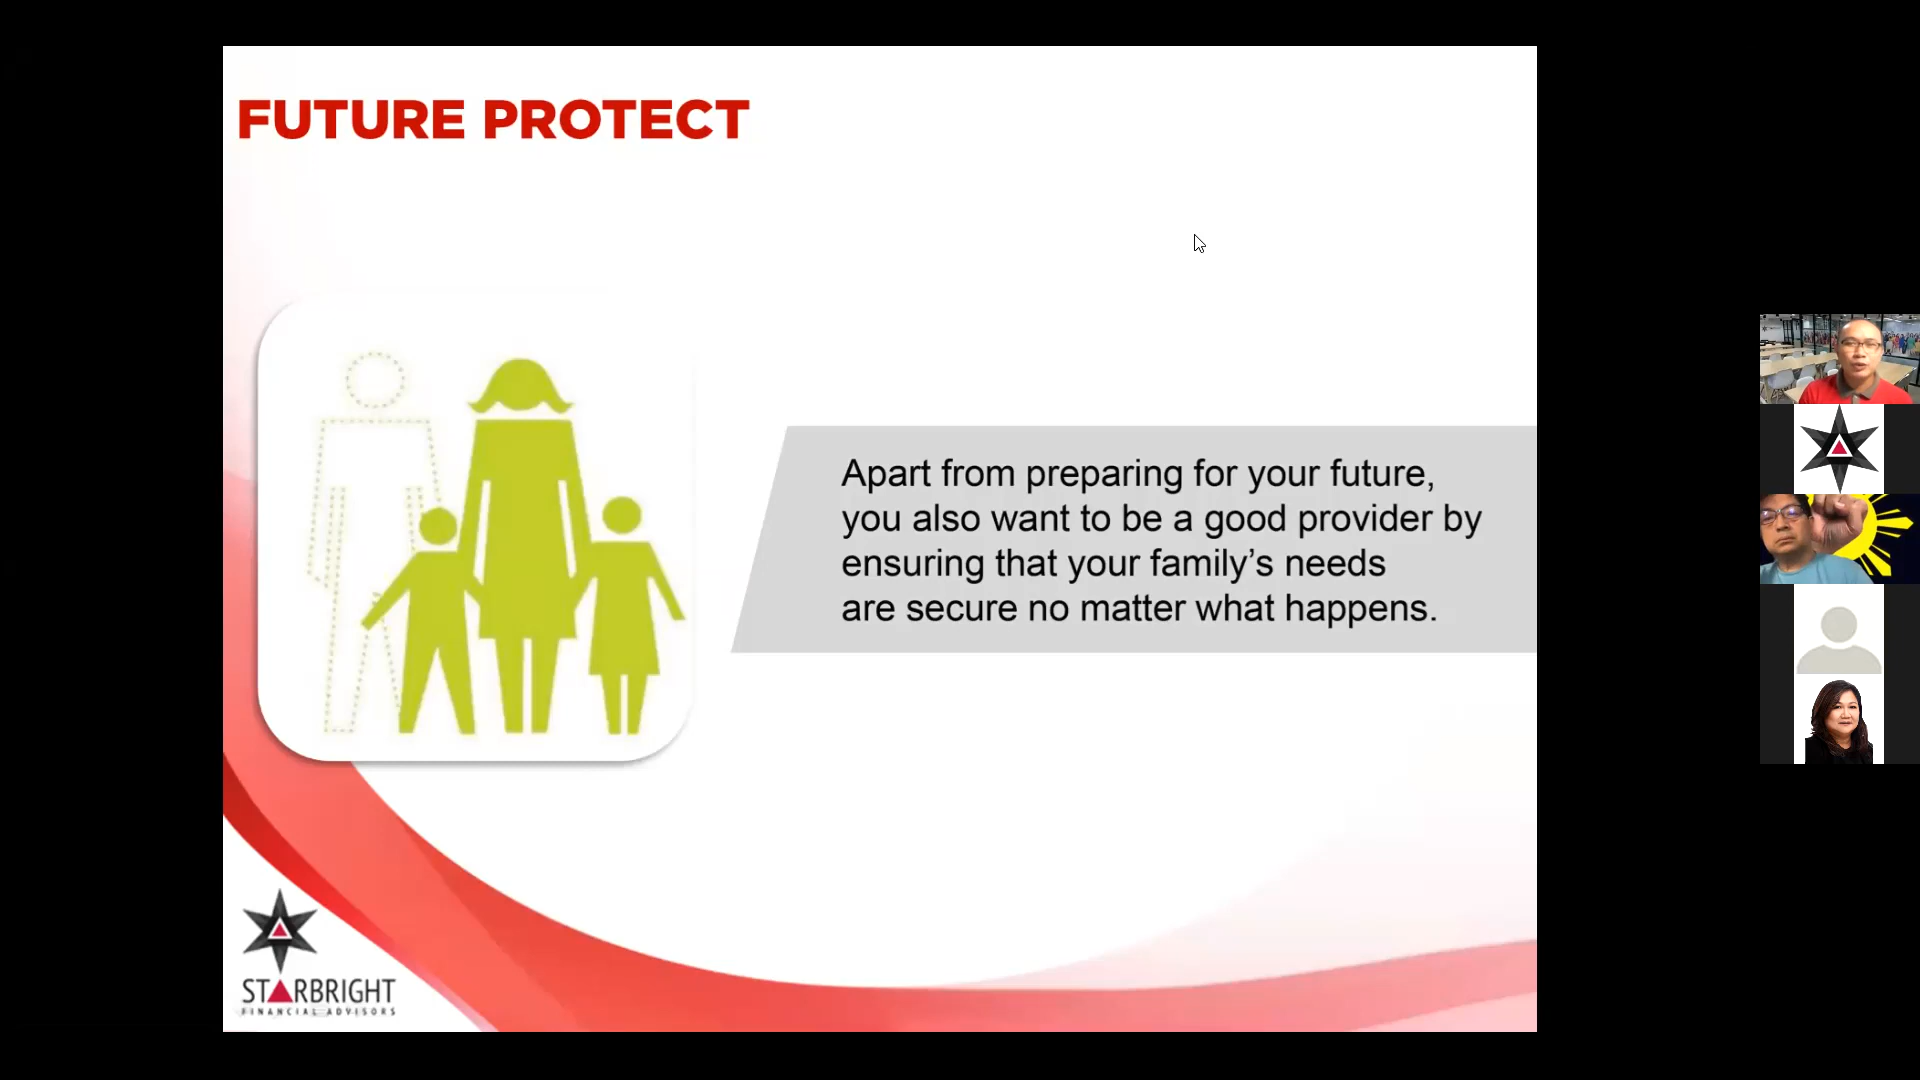 FUTURE PROTECT
Apart from preparing for your future,
you also want to be a good provider by
ensuring that your family’s needs
are secure no matter what happens.
STARBRIGHT
FINANCIAL ADVISORS